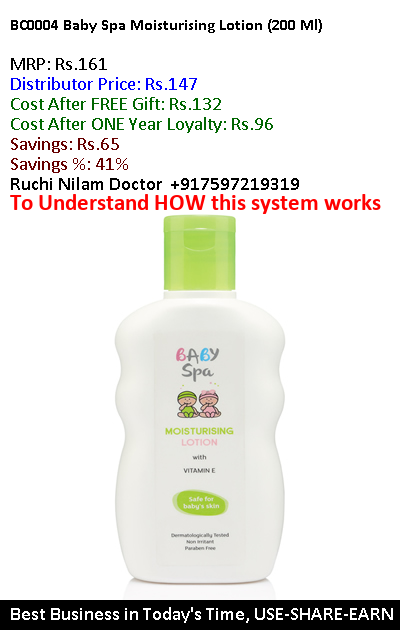 BC0004 Baby Spa Moisturising Lotion (200 Ml)
MRP: Rs.161
Distributor Price: Rs.147
Cost After FREE Gift: Rs.132
Cost After ONE Year Loyalty: Rs.96
Savings: Rs.65
Savings %: 41%
Ruchi Nilam Doctor +917597219319
To Understand HOW this system works
BABY
Spa
MOISTURISING
LOTION
with
VITAMIN E
Safe for
baby's skin
Dermatologically Tested
Non Irritant
Paraben Free
Best Business in Today's Time, USE-SHARE-EARN